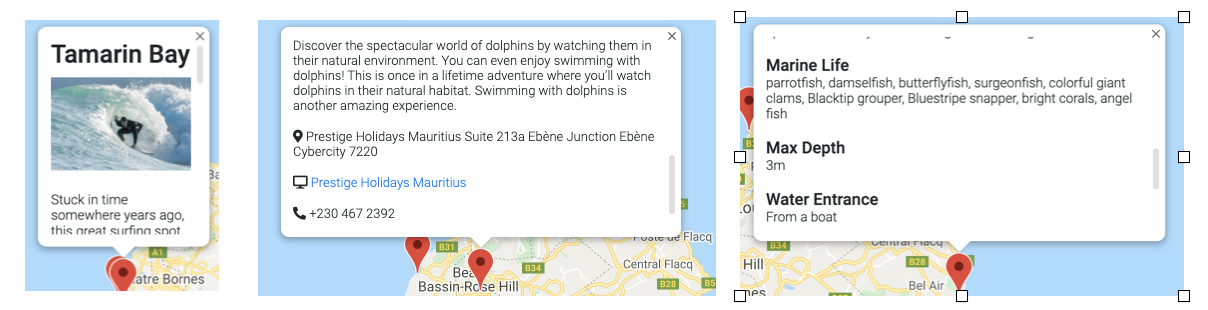 Tamarin Bay
Stuck in time
somewhere years ago,
this great surfing spot
A1
atre Bornes
Discover the spectacular world of dolphins by watching them in
their natural environment. You can even enjoy swimming with
dolphins! This is once in a lifetime adventure where you'll watch
dolphins in their natural habitat. Swimming with dolphins is
another amazing experience.
Prestige Holidays Mauritius Suite 213a Ebène Junction Ebène
Cybercity 7220
Prestige Holidays Mauritius
+230 467 2392
Poste de Flacq
B31
Central Flacq
B34
Bea
Bassin-Rose Hill
B28
Marine Life
parrotfish, damselfish, butterflyfish, surgeonfish, colorful giant
clams, Blacktip grouper, Bluestripe snapper, bright corals, angel
fish
Max Depth
3m
Water Entrance
From a boat
Central Flacq
B28
Hill
Bel Air